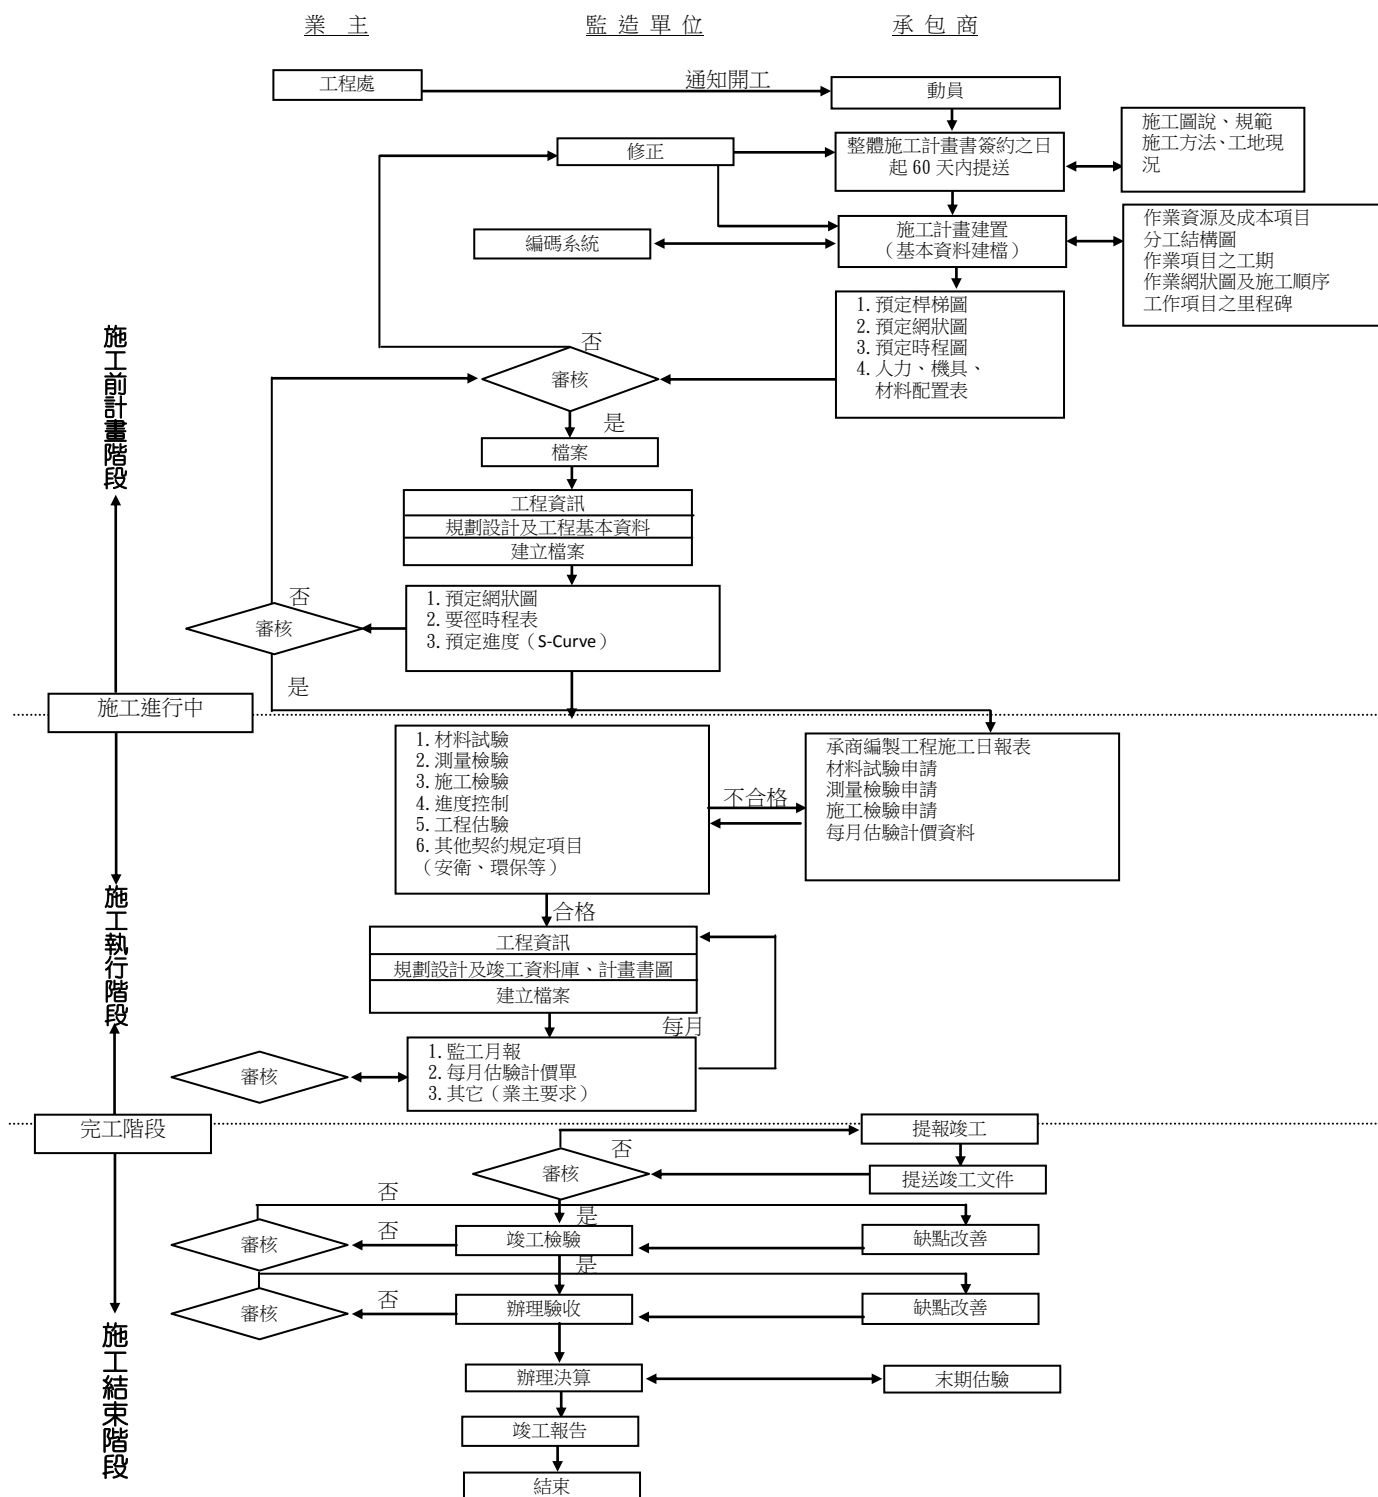 業 主
監 造 單 位
承 包 商
工程處
通知開工
動員
修正
整體施工計畫書簽約之日
起 60 天內提送
施工圖說、規範
施工方法、工地現
況
編碼系統
施工計畫建置
（基本資料建檔）
作業資源及成本項目
分工結構圖
作業項目之工期
作業網狀圖及施工順序
工作項目之里程碑
1. 預定桿梯圖
2. 預定網狀圖
3. 預定時程圖
4. 人力、機具、
材料配置表
施工前計畫階段
否
審核
是
檔案
工程資訊
規劃設計及工程基本資料
建立檔案
否
審核
是
1. 預定網狀圖
2. 要徑時程表
3. 預定進度（S-Curve）
施工進行中
1. 材料試驗
2. 測量檢驗
3. 施工檢驗
4. 進度控制
5. 工程估驗
6. 其他契約規定項目
（安衛、環保等）
不合格
承商編製工程施工日報表
材料試驗申請
測量檢驗申請
施工檢驗申請
每月估驗計價資料
施工執行階段
合格
工程資訊
規劃設計及竣工資料庫、計畫書圖
建立檔案
每月
審核
1. 監工月報
2. 每月估驗計價單
3. 其它（業主要求）
完工階段
提報竣工
否
審核
提送竣工文件
是
否
審核
否
竣工檢驗
缺點改善
是
審核
否
辦理驗收
缺點改善
施工結束階段
辦理決算
末期估驗
竣工報告
結束